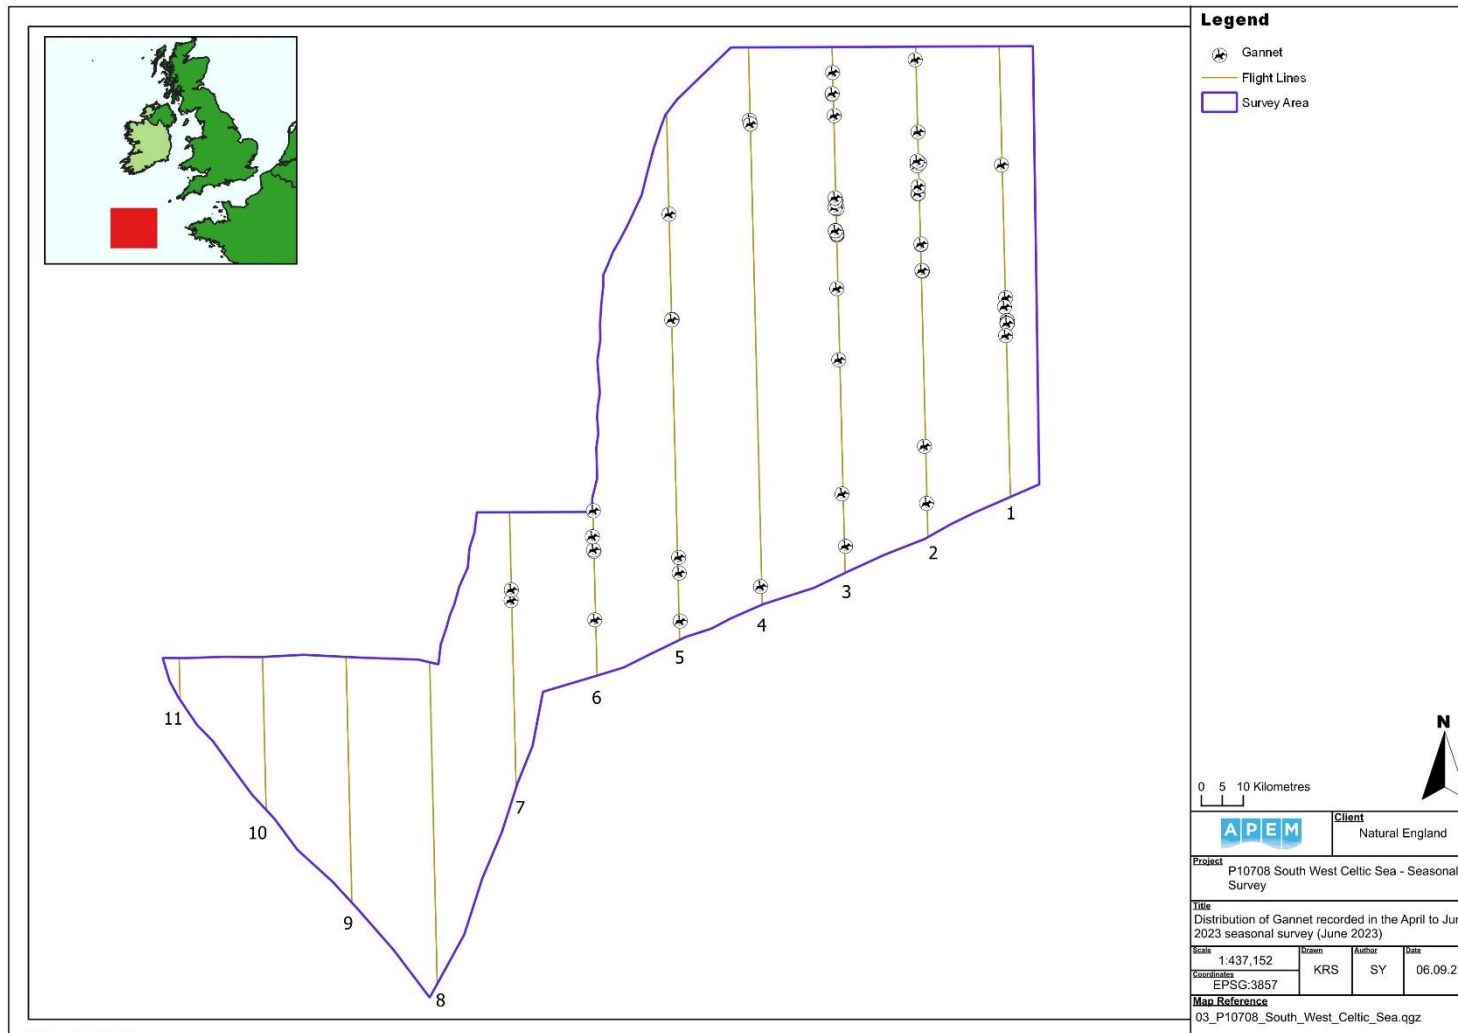 Legend
Gannet
Flight Lines
Survey Area
1
2
3
4
5
6
7
8
9
10
11
N
0 5 10 Kilometres
APEM
Client
Natural England
Project
P10708 South West Celtic Sea - Seasonal
Survey
Title
Distribution of Gannet recorded in the April to Jun
2023 seasonal survey (June 2023)
Scale
1:437,152
Drawn
KRS
Author
SY
Date
06.09.2
Coordinates
EPSG:3857
Map Reference
03_P10708_South_West_Celtic_Sea.qgz